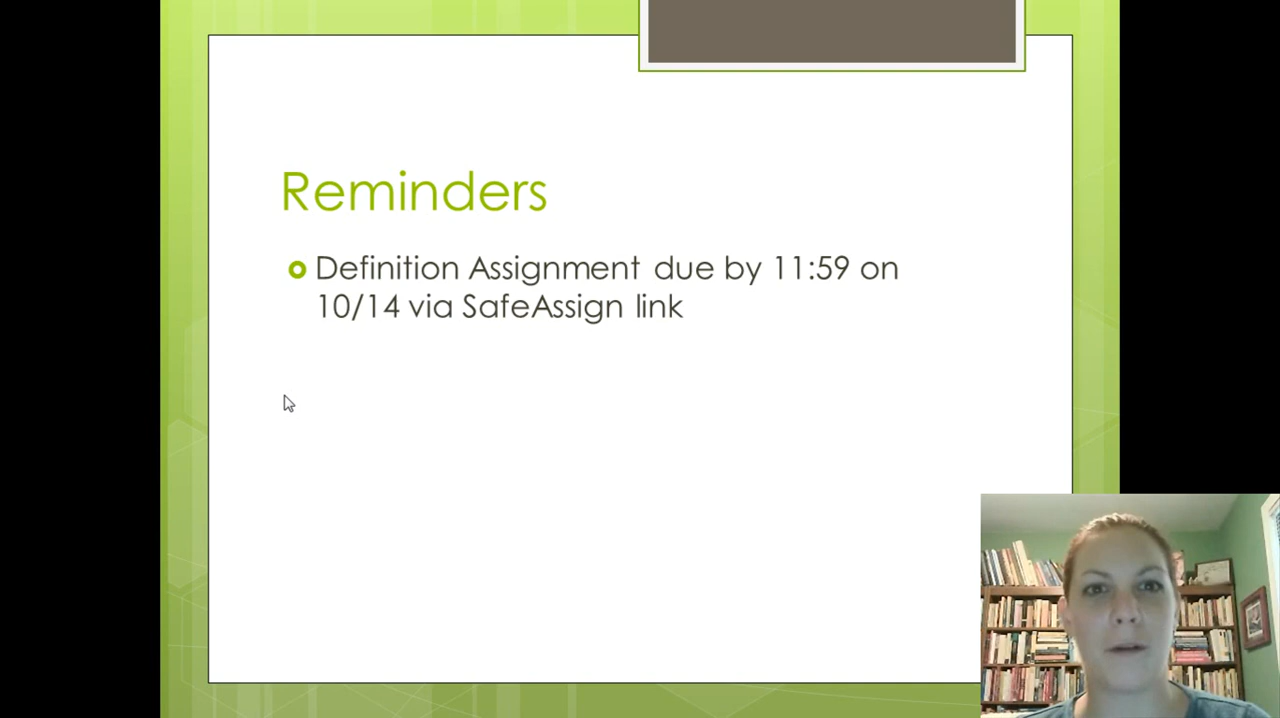 Reminders
Definition Assignment due by 11:59 on
10/14 via SafeAssign link